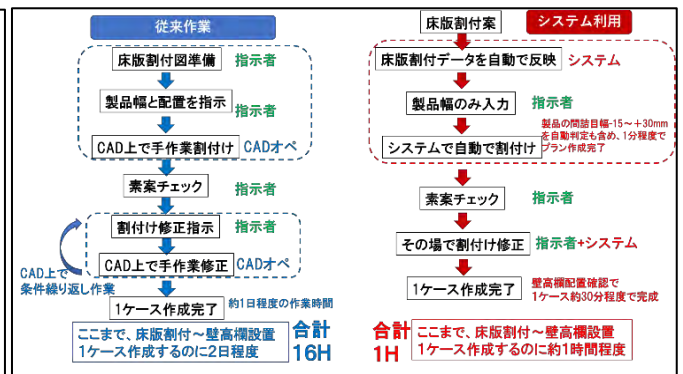 従来作業
床版割付図準備
指示者
製品幅と配置を指示
指示者
CAD上で手作業割付け
CADオペ
素案チェック
指示者
割付け修正指示
指示者
CAD上で手作業修正
CADオペ
CAD上で
条件繰り返し作業
1ケース作成完了
約1日程度の作業時間
ここまで、床版割付~壁高欄設置
1ケース作成するのに2日程度
合計
16H
床版割付案
システム利用
床版割付データを自動で反映
システム
製品幅のみ入力
指示者
製品の間詰目幅-15~+30mm
を自動判定も含め、1分程度で
プラン作成完了
システムで自動で割付け
素案チェック
指示者
その場で割付け修正
指示者+システム
1ケース作成完了
壁高欄配置確認で
1ケース約30分程度で完成
合計
1H
ここまで、床版割付~壁高欄設置
1ケース作成するのに約1時間程度